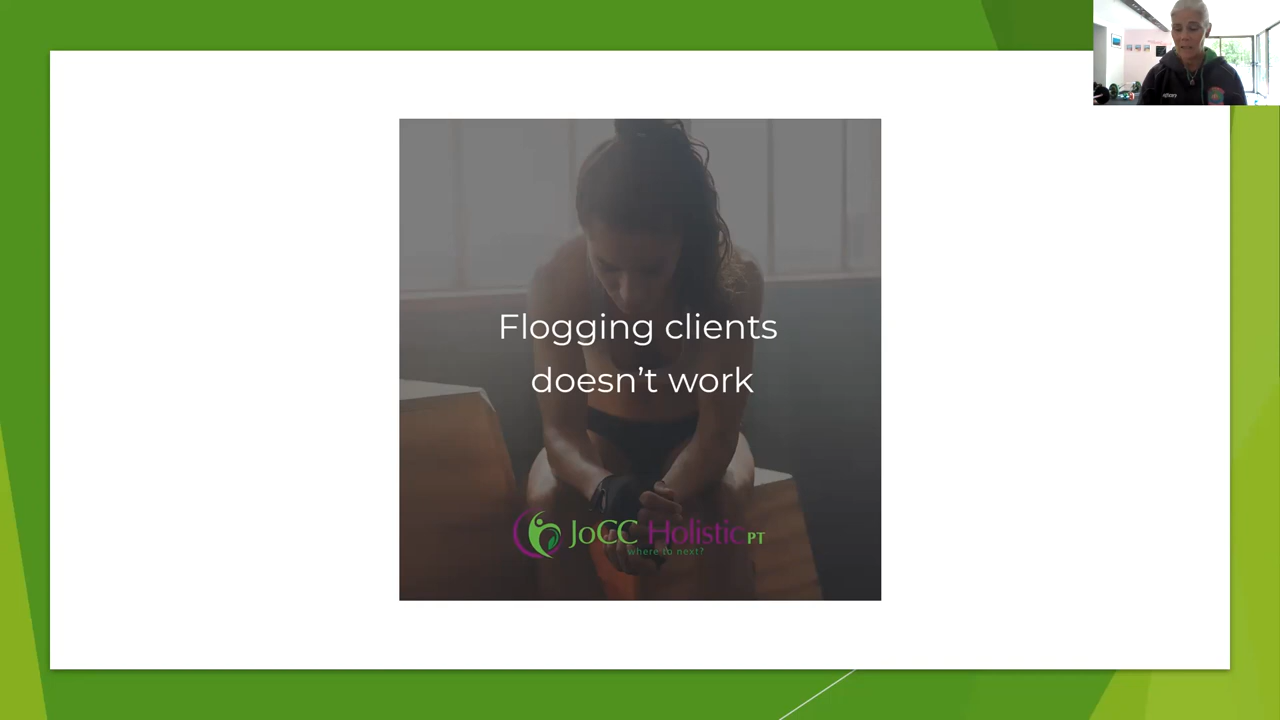 Flogging clients
doesn't work
JoCC Holistic PT
where to next?